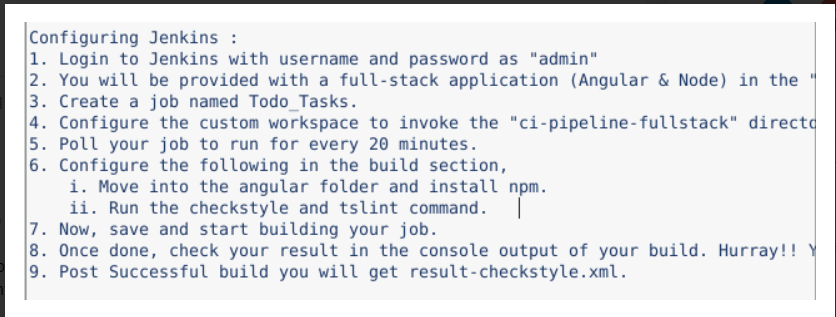 Configuring Jenkins :
1. Login to Jenkins with username and password as "admin"
2. You will be provided with a full-stack application (Angular & Node) in the "
3. Create a job named Todo_Tasks.
4. Configure the custom workspace to invoke the "ci-pipeline-fullstack" directo
5. Poll your job to run for every 20 minutes.
6. Configure the following in the build section,
i. Move into the angular folder and install npm.
ii. Run the checkstyle and tslint command.
7. Now, save and start building your job.
8. Once done, check your result in the console output of your build. Hurray!! Y
9. Post Successful build you will get result-checkstyle.xml.